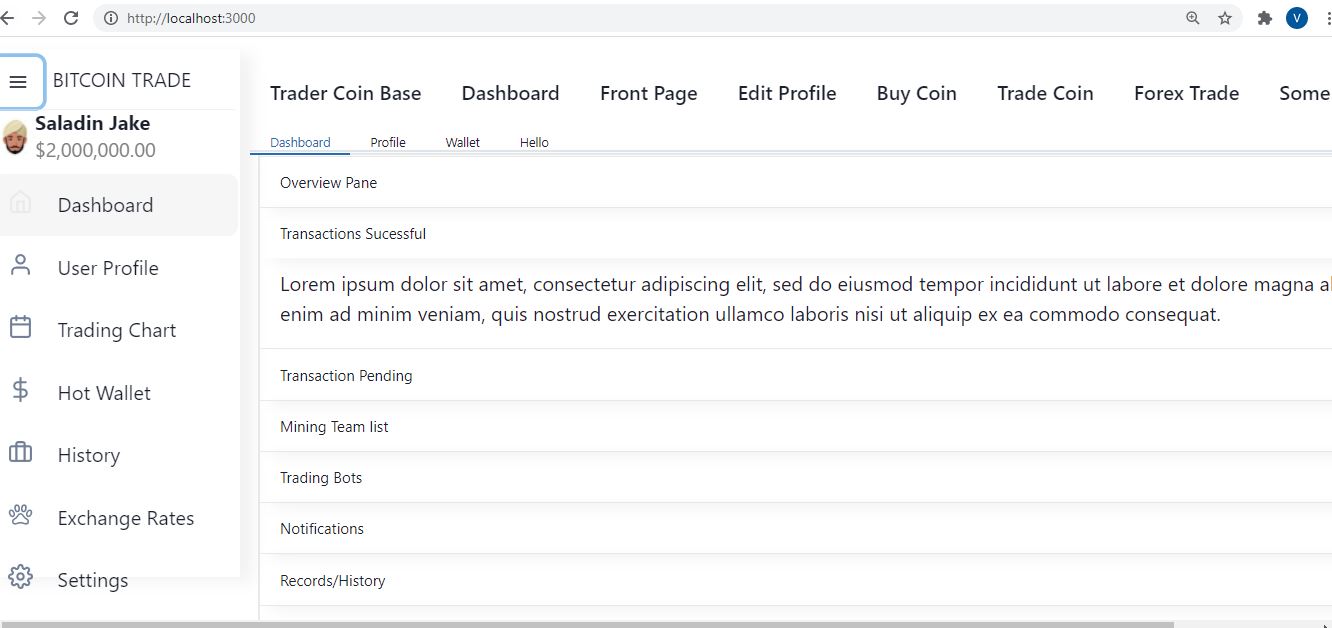 http://localhost:3000
V
BITCOIN TRADE
Saladin Jake
$2,000,000.00
Dashboard
User Profile
Trading Chart
Hot Wallet
History
Exchange Rates
Settings
Trader Coin Base Dashboard Front Page Edit Profile Buy Coin Trade Coin Forex Trade Some
Dashboard Profile Wallet Hello
Overview Pane
Transactions Sucessful
Lorem ipsum dolor sit amet, consectetur adipiscing elit, sed do eiusmod tempor incididunt ut labore et dolore magna al
enim ad minim veniam, quis nostrud exercitation ullamco laboris nisi ut aliquip ex ea commodo consequat.
Transaction Pending
Mining Team list
Trading Bots
Notifications
Records/History